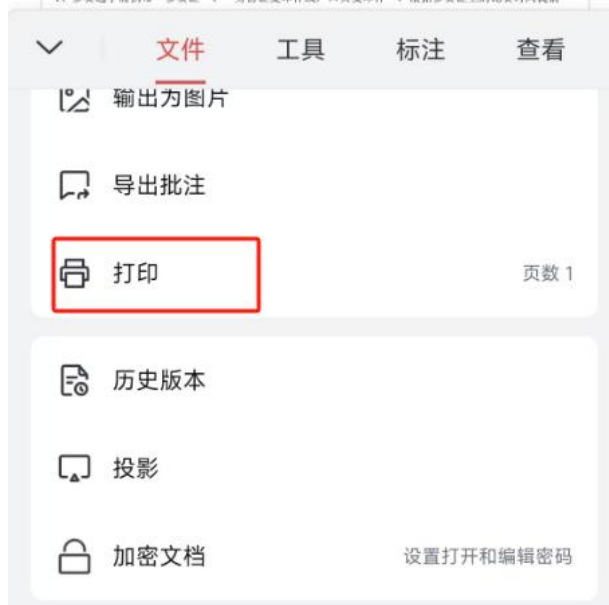 文件 工具 标注 查看
输出为图片
导出批注
打印 页数 1
历史版本
投影
加密文档 设置打开和编辑密码